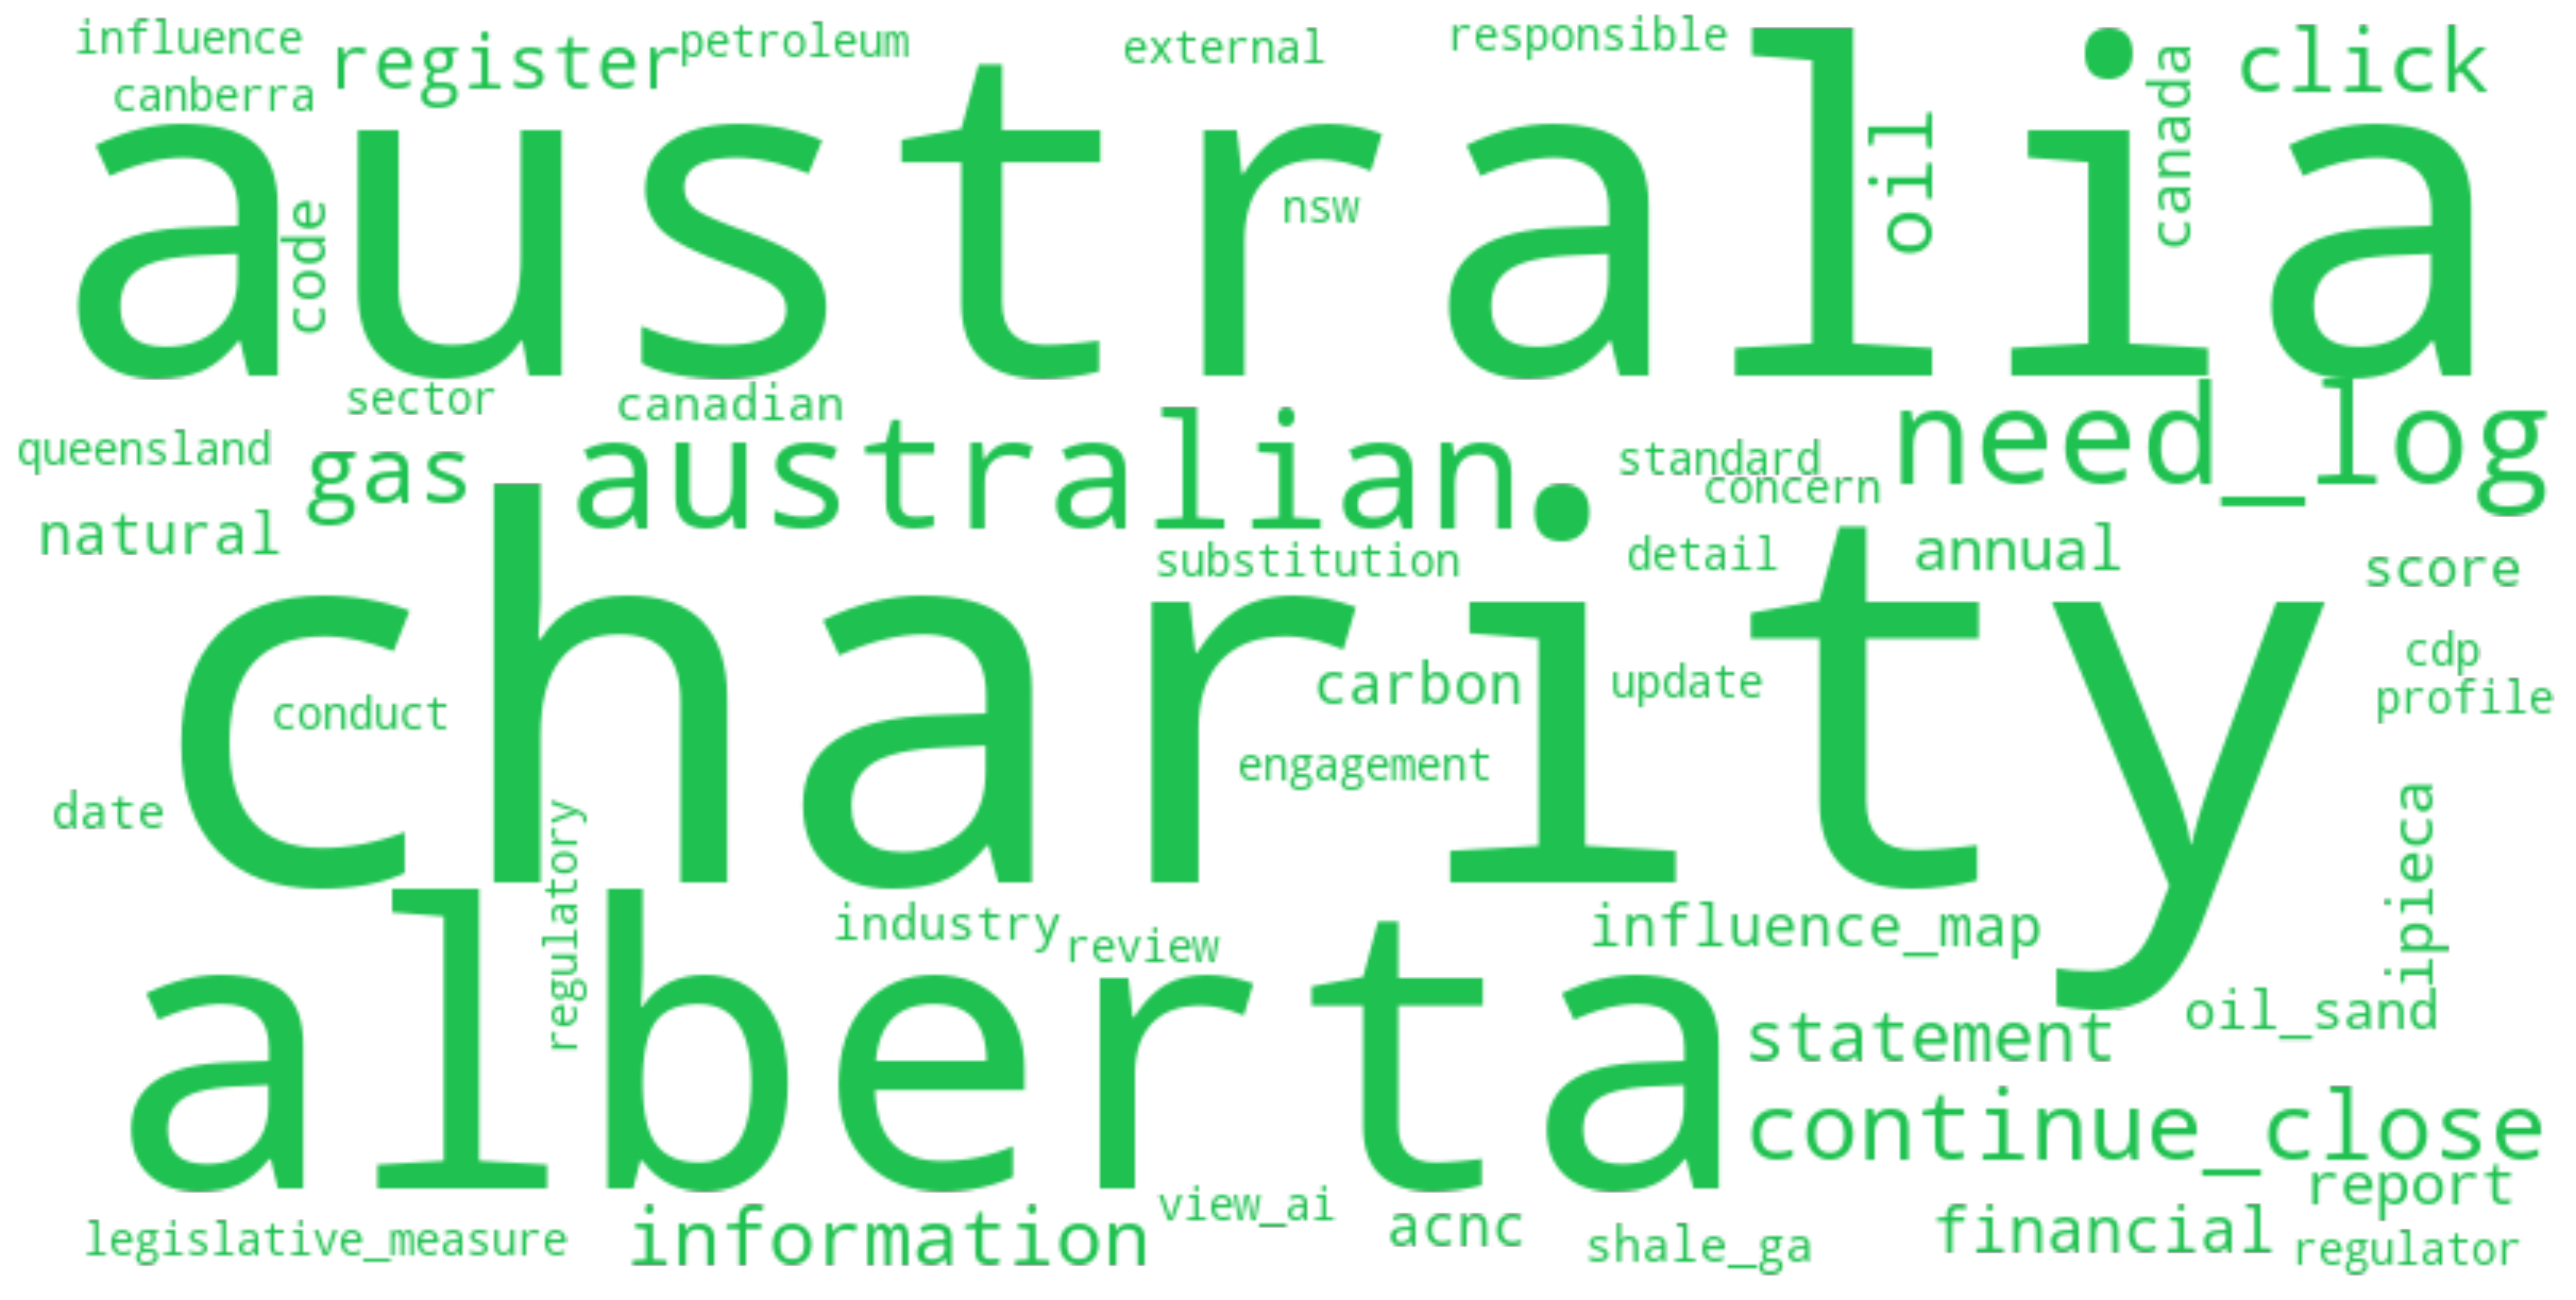 influence
register
petroleum
external
responsible
click
canberra
canada
oil
australia
code
nsw
sector
canadian
need_log
queensland
gas
australian
standard
concern
natural
substitution
detail
annual
score
charity
cdp
carbon
update
profile
conduct
engagement
date
ipieca
regulatory
industry
review
influence_map
alberta
oil_sand
statement
continue_close
report
view_ai
legislative_measure
information
acnc
shale_ga
financial
regulator